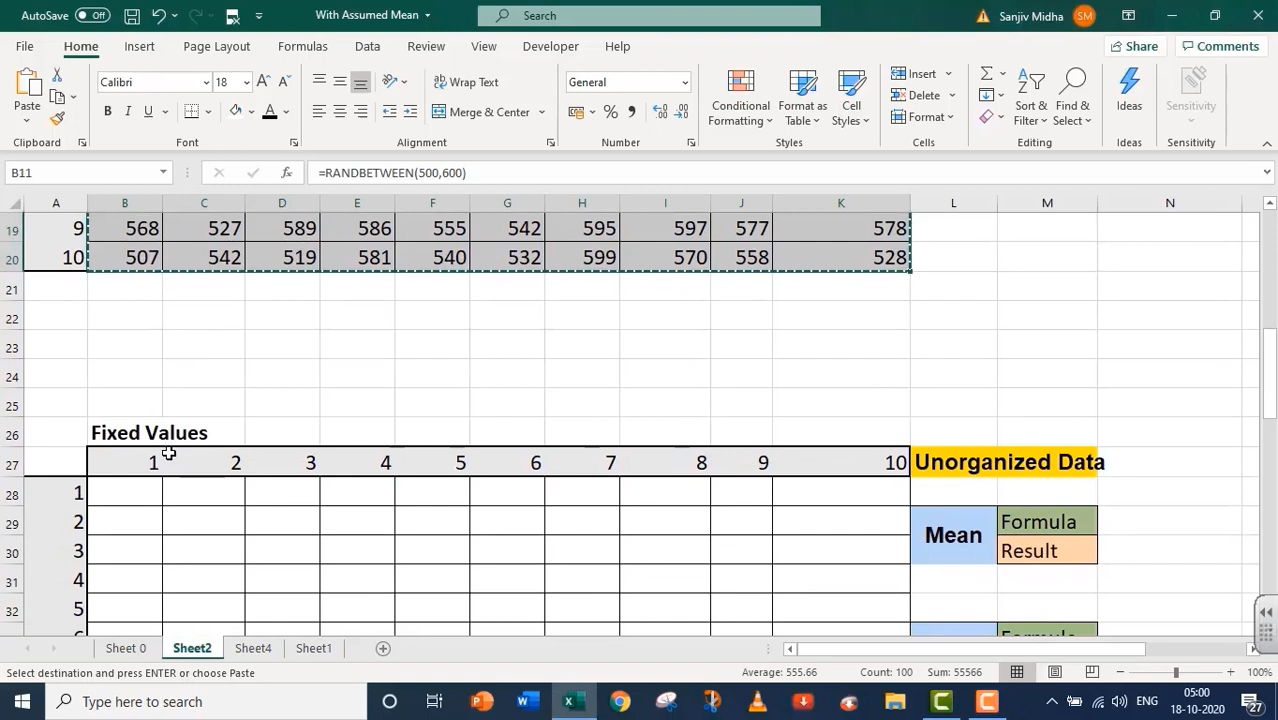 AutoSave Off With Assumed Mean Search Sanjiv Midha SM
File Home Insert Page Layout Formulas Data Review View Developer Help Share Comments
Paste Calibri 18 Wrap Text General Conditional Formatting Format as Table Cell Styles Insert Sort & Filter Find & Select Ideas Sensitivity
B I U Merge & Center % Delete
Format
Clipboard Font Alignment Number Styles Cells Editing Ideas Sensitivity
B11 fx =RANDBETWEEN(500,600)
A B C D E F G H I J K L M N
19 9 568 527 589 586 555 542 595 597 577 578
20 10 507 542 519 581 540 532 599 570 558 528
21
22
23
24
25
26 Fixed Values
27 1 2 3 4 5 6 7 8 9 10 Unorganized Data
28 1
29 2 Mean Formula
30 3 Result
31 4
32 5
6 Formula
Sheet 0 Sheet2 Sheet4 Sheet1
Select destination and press ENTER or choose Paste Average: 555.66 Count: 100 Sum: 55566 100%
Type here to search ENG 05:00
18-10-2020 27